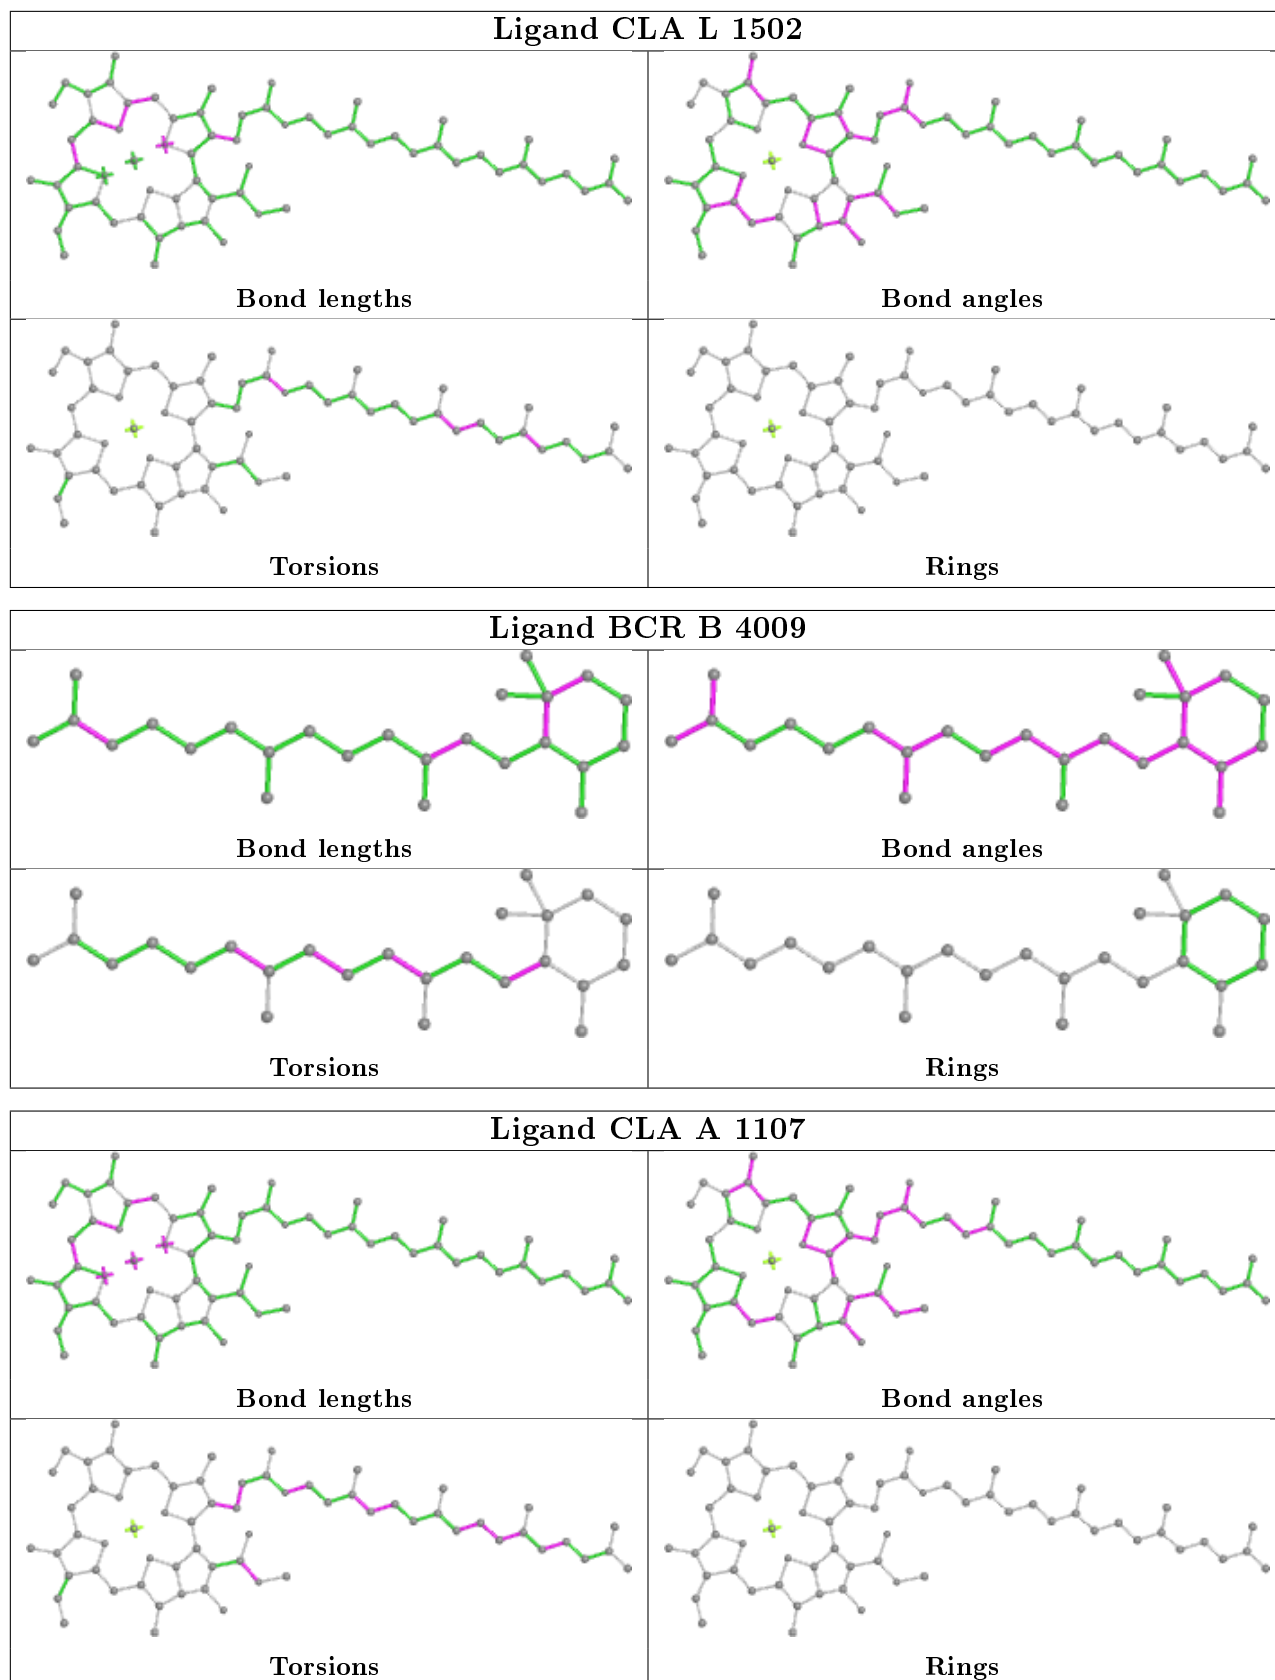 Ligand CLA L 1502
Bond lengths
Bond angles
Torsions
Rings
Ligand BCR B 4009
Bond lengths
Bond angles
Torsions
Rings
Ligand CLA A 1107
Bond lengths
Bond angles
Torsions
Rings